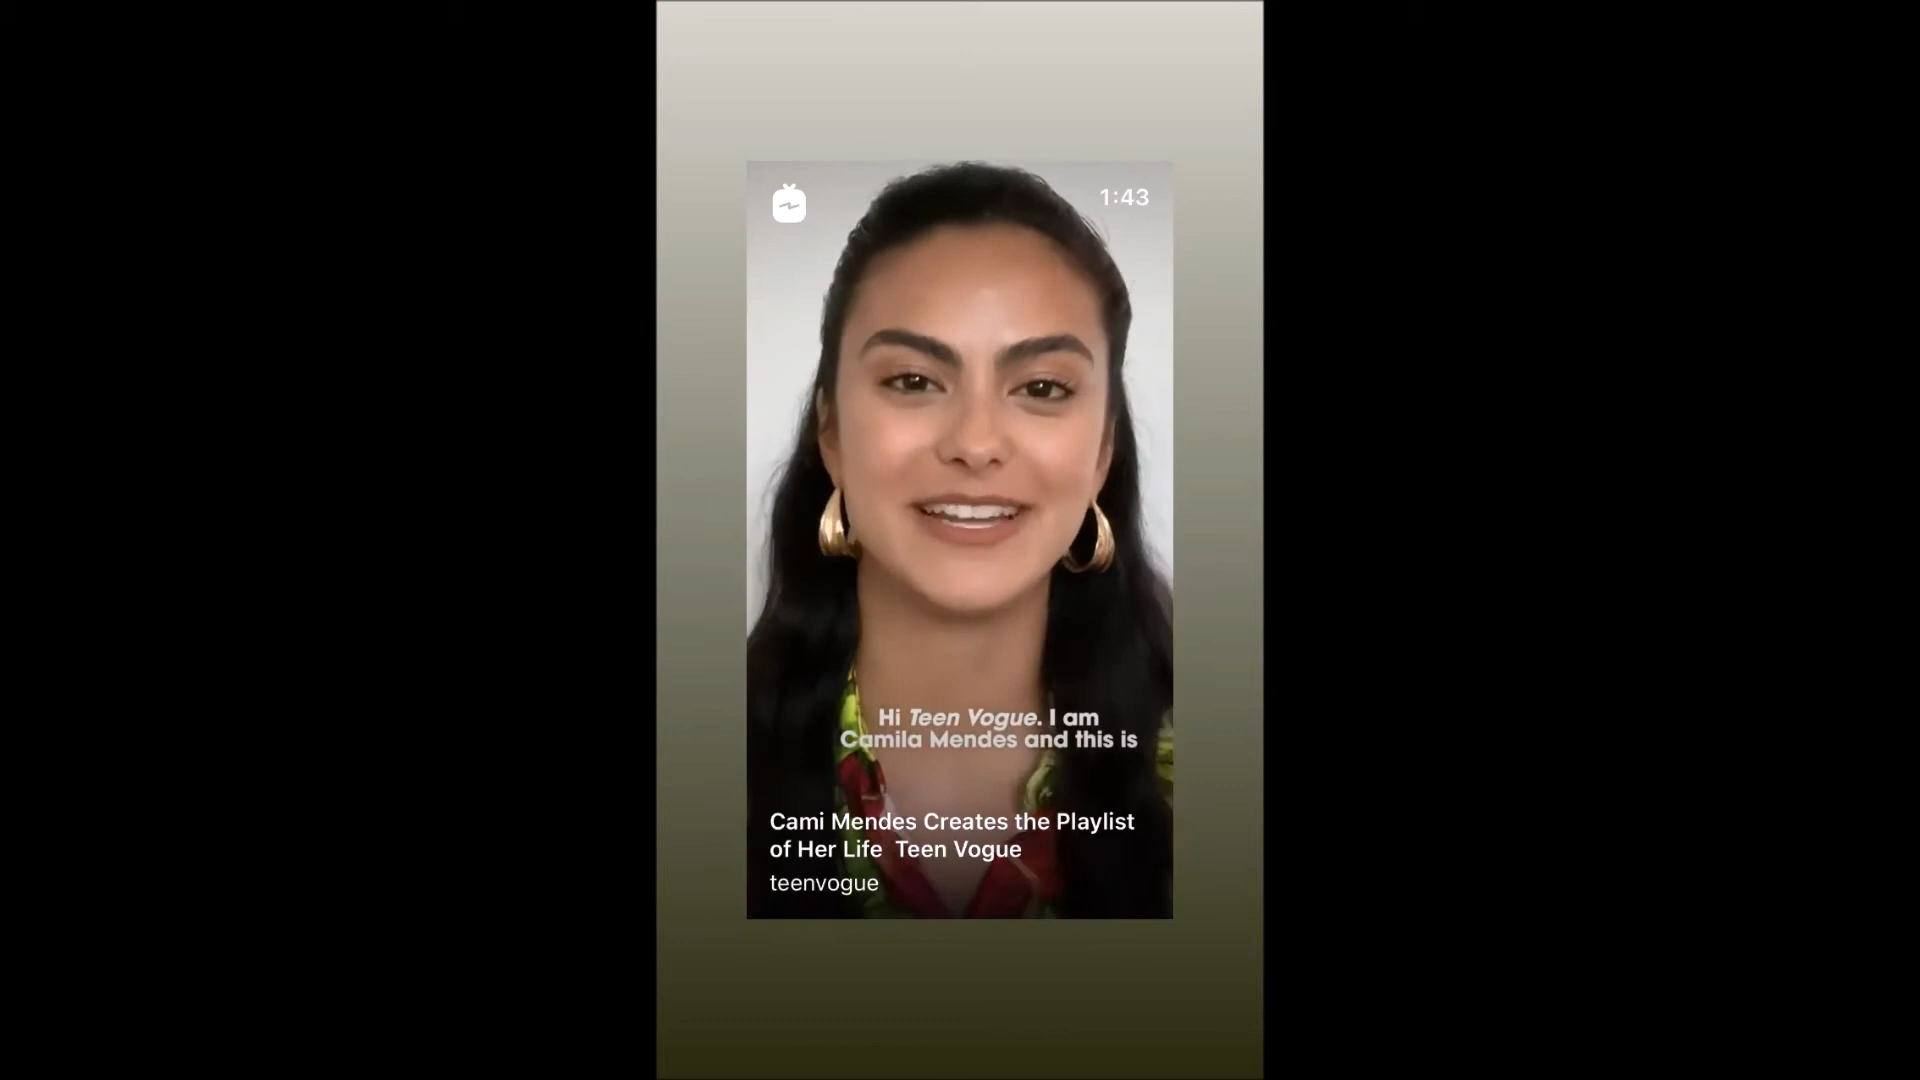 1:43
Hi Teen Vogue. I am
Camila Mendes and this is
Cami Mendes Creates the Playlist
of Her Life Teen Vogue
teenvogue